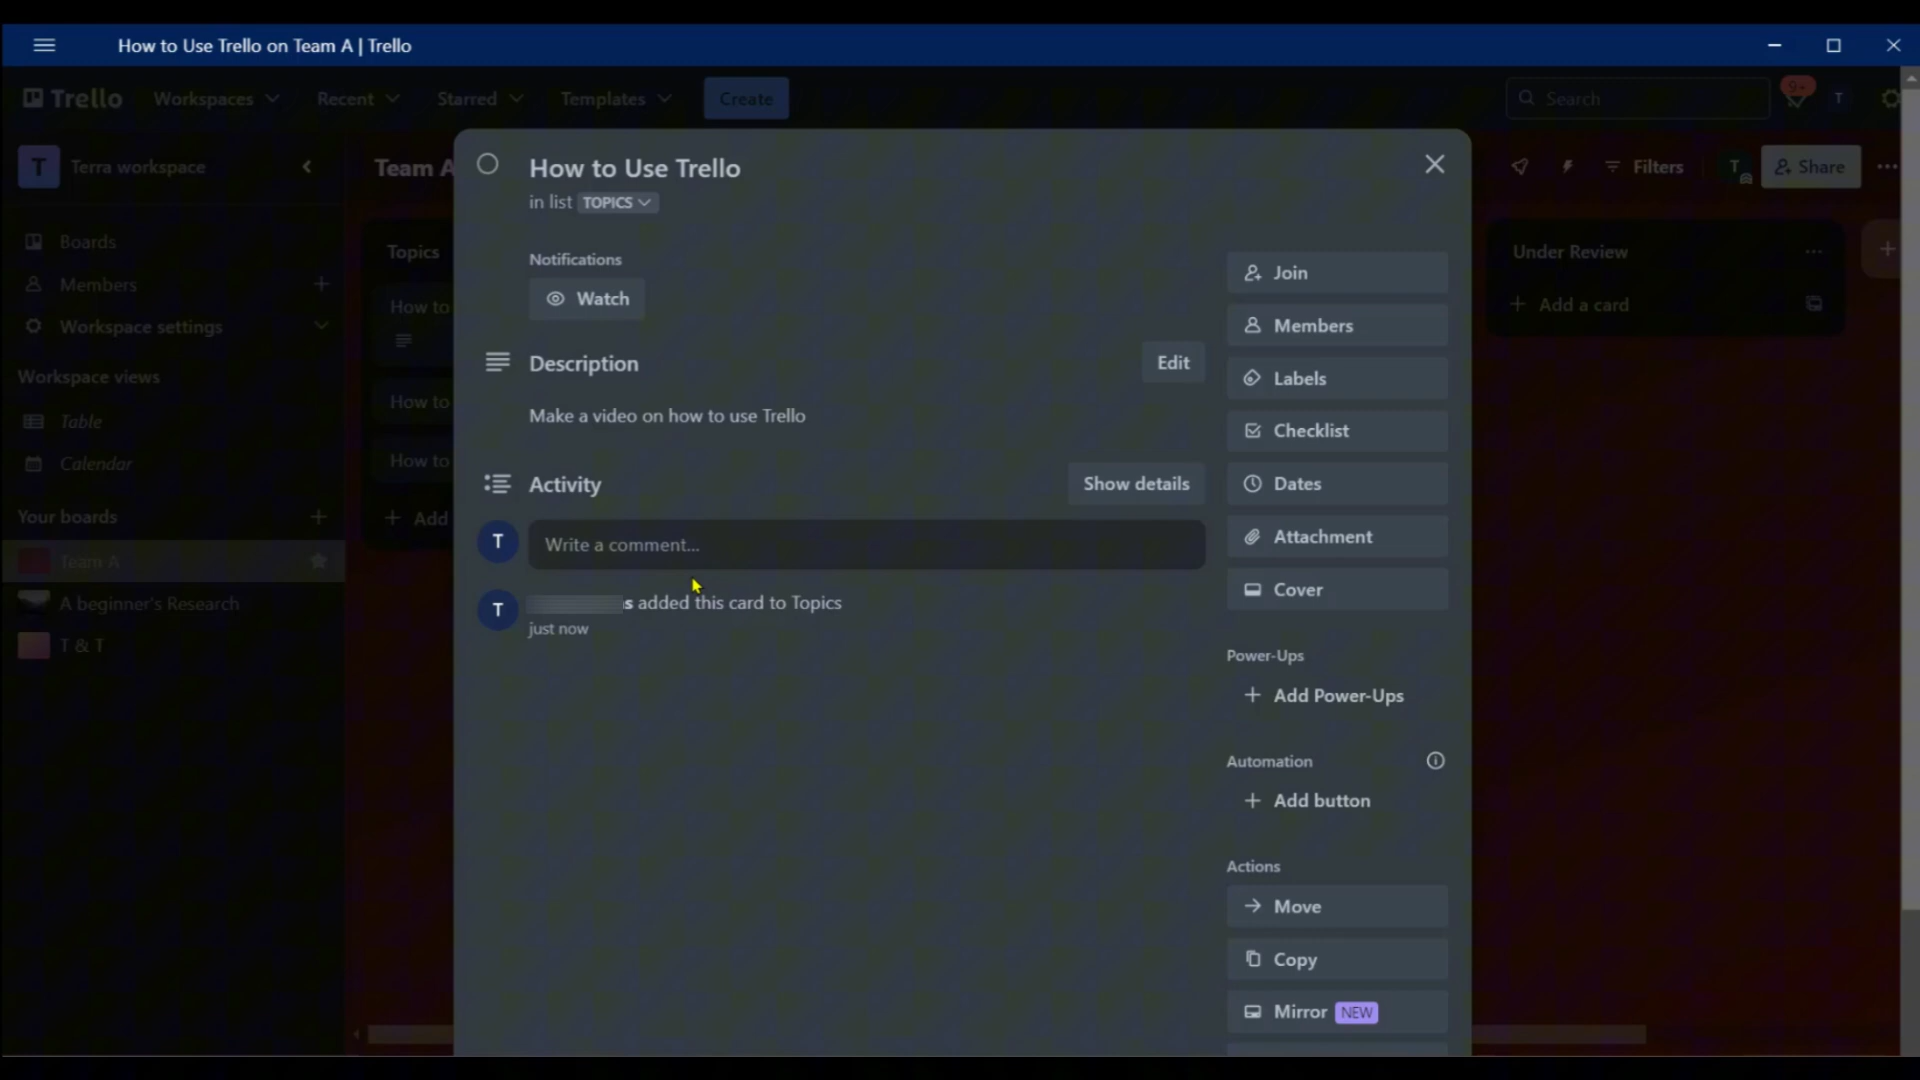 How to Use Trello on Team A | Trello
Trello Workspaces Recent Starred Templates Create Search 9+ T
T Terra workspace
Boards
Members
Workspace settings
Workspace views
Table
Calendar
Your boards
Team A
A beginner's Research
T & T
Team A
Filters T Share
Topics
How to
How to
How to
Add
How to Use Trello
in list TOPICS
Notifications
Watch
Description Edit
Make a video on how to use Trello
Activity Show details
T Write a comment...
T s added this card to Topics
just now
Join
Members
Labels
Checklist
Dates
Attachment
Cover
Power-Ups
Add Power-Ups
Automation
Add button
Actions
Move
Copy
Mirror NEW
Under Review
Add a card